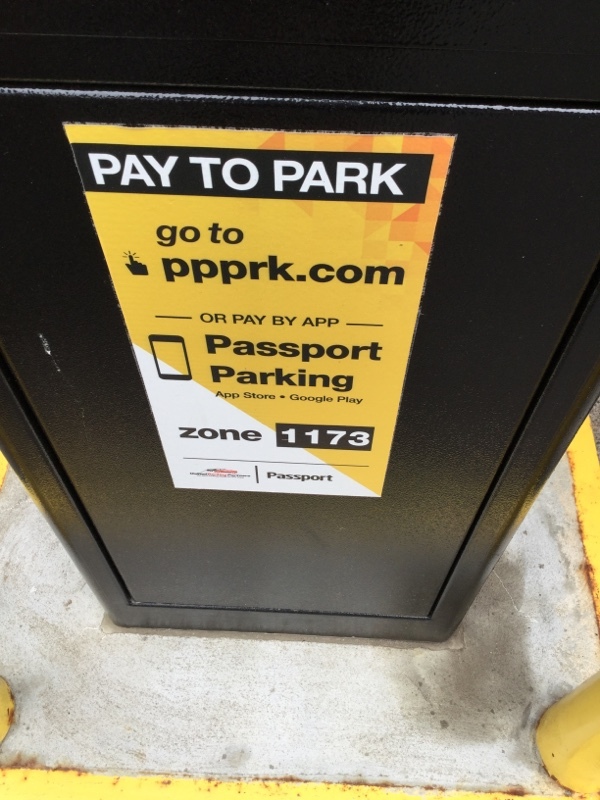 PAY TO PARK
go to
ppprk.com
OR PAY BY APP
Passport
Parking
App Store • Google Play
zone 1173
Passport